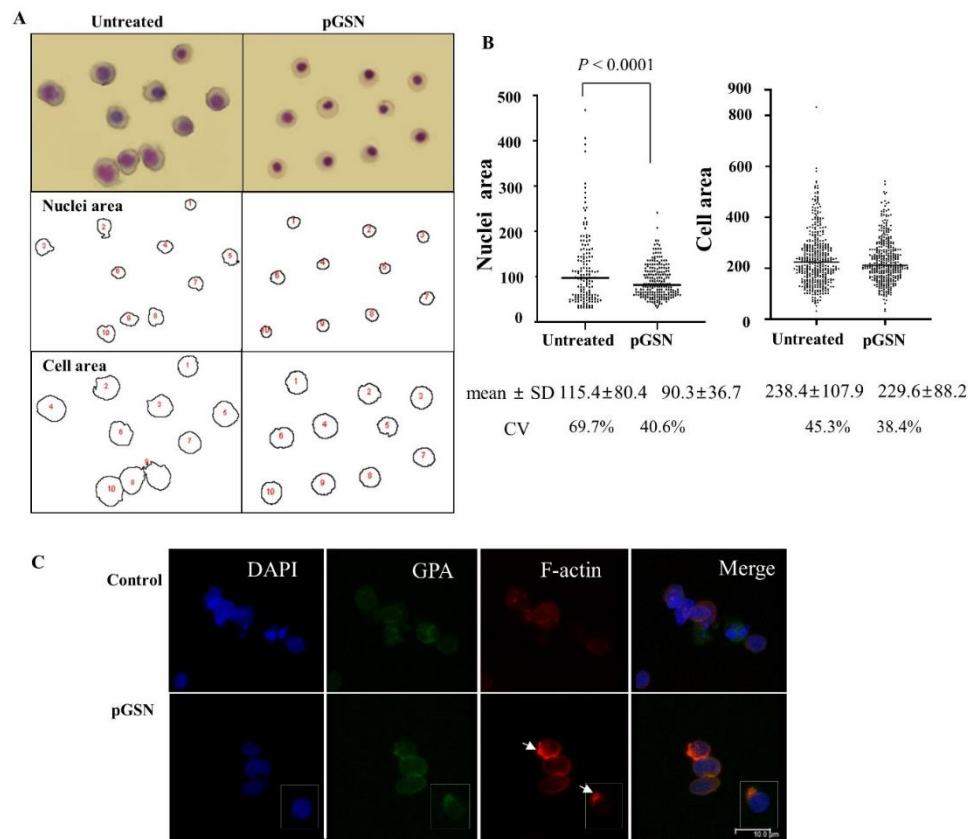 A
Untreated
pGSN
Nuclei area
1
2
3
4
5
6
7
8
9
10
1
2
3
4
5
6
7
8
9
10
Cell area
1
2
3
4
5
6
7
8
9
10
1
2
3
4
5
6
7
8
9
10
B
P < 0.0001
Nuclei area
500
400
300
200
100
0
Untreated pGSN
Cell area
900
800
600
400
200
0
Untreated pGSN
mean ± SD 115.4±80.4 90.3±36.7 238.4±107.9 229.6±88.2
CV 69.7% 40.6% 45.3% 38.4%
C
DAPI GPA F-actin Merge
Control
pGSN
10.0 µm